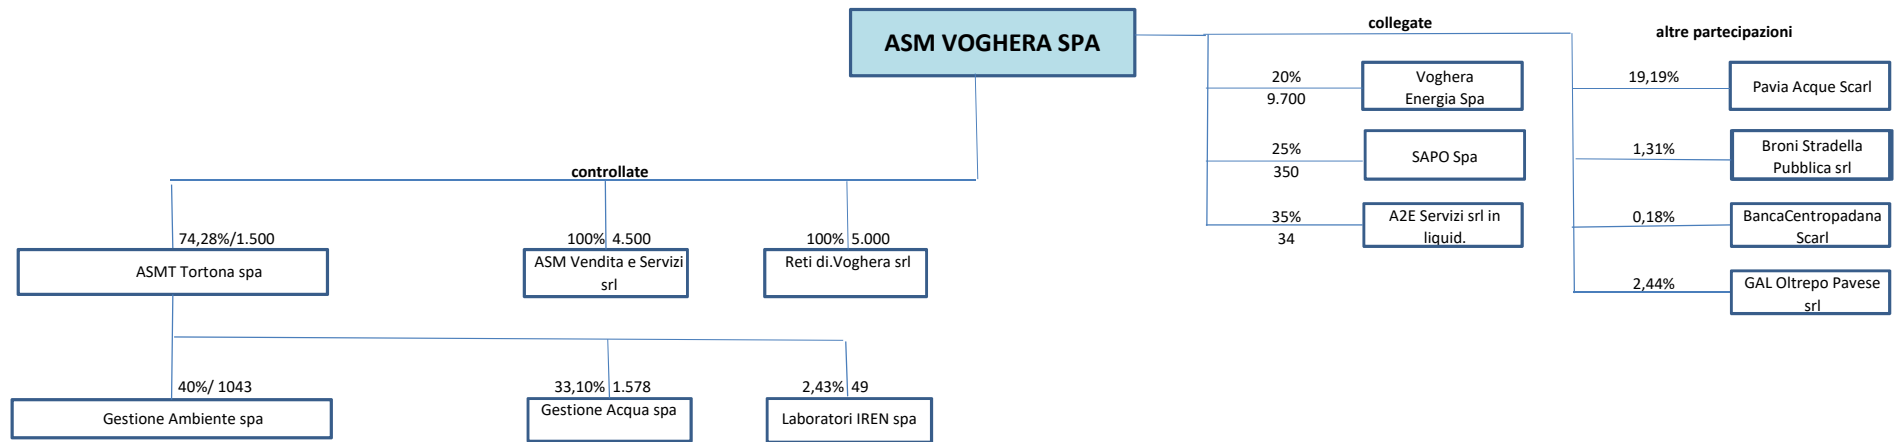 ASM VOGHERA SPA
collegate
altre partecipazioni
20%
9.700
Voghera
Energia Spa
19,19%
Pavia Acque Scarl
25%
350
SAPO Spa
1,31%
Broni Stradella
Pubblica srl
35%
34
A2E Servizi srl in
liquid.
0,18%
BancaCentropadana
Scarl
2,44%
GAL Oltrepo Pavese
srl
controllate
74,28%/1.500
ASMT Tortona spa
100% 4.500
ASM Vendita e Servizi
srl
100% 5.000
Reti di.Voghera srl
40%/ 1043
Gestione Ambiente spa
33,10% 1.578
Gestione Acqua spa
2,43% 49
Laboratori IREN spa